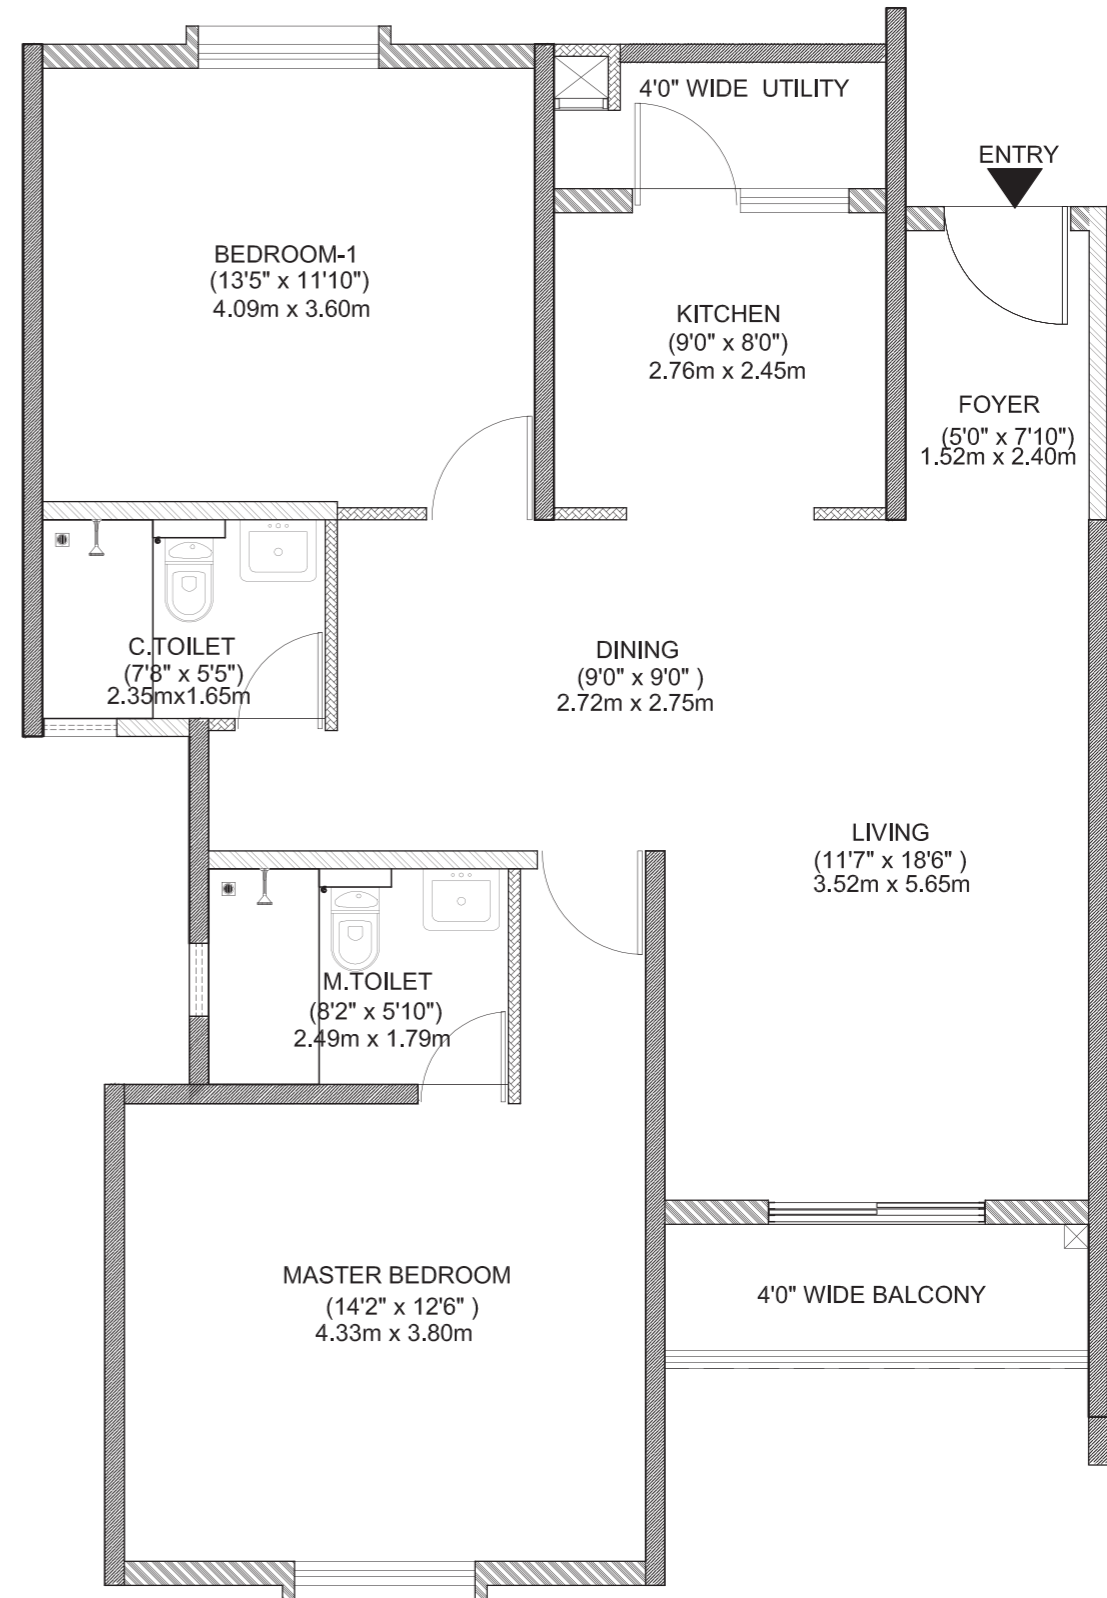 4'0" WIDE UTILITY
ENTRY
BEDROOM-1
(13'5" x 11'10")
4.09m x 3.60m
KITCHEN
(9'0" x 8'0")
2.76m x 2.45m
FOYER
(5'0" x 7'10")
1.52m x 2.40m
C.TOILET
(7'8" x 5'5")
2.35mx1.65m
DINING
(9'0" x 9'0" )
2.72m x 2.75m
LIVING
(11'7" x 18'6" )
3.52m x 5.65m
M.TOILET
(8'2" x 5'10")
2.49m x 1.79m
MASTER BEDROOM
(14'2" x 12'6" )
4.33m x 3.80m
4'0" WIDE BALCONY